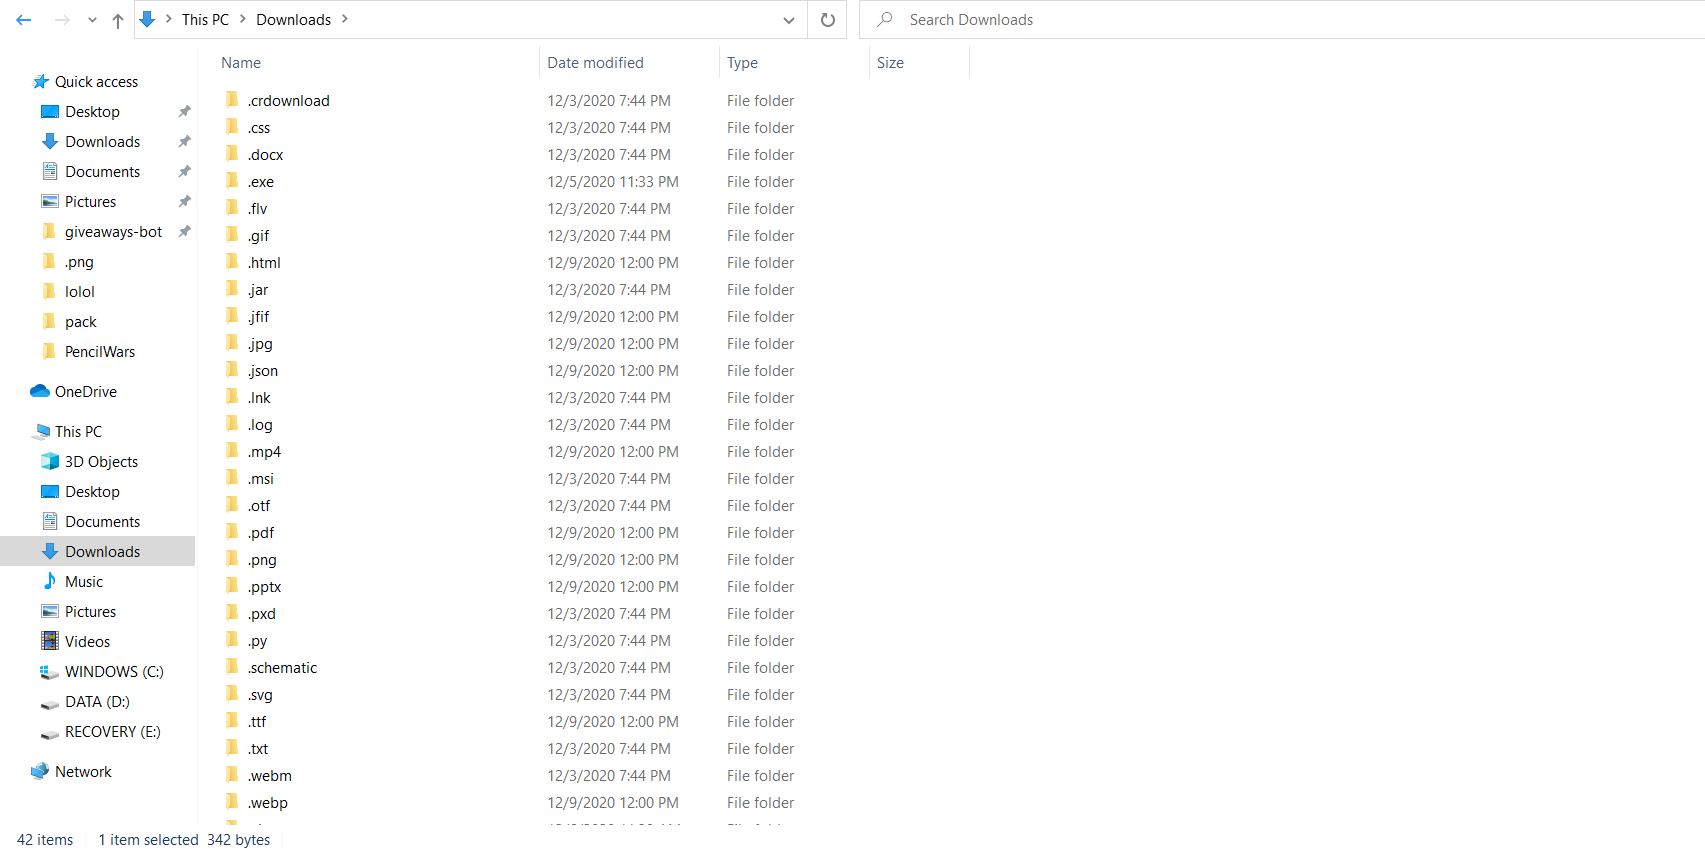 This PC > Downloads >
Search Downloads
Name Date modified Type Size
Quick access
Desktop
Downloads
Documents
Pictures
giveaways-bot
.png
lolol
pack
PencilWars
OneDrive
This PC
3D Objects
Desktop
Documents
Downloads
Music
Pictures
Videos
WINDOWS (C:)
DATA (D:)
RECOVERY (E:)
Network
.crdownload 12/3/2020 7:44 PM File folder
.css 12/3/2020 7:44 PM File folder
.docx 12/3/2020 7:44 PM File folder
.exe 12/5/2020 11:33 PM File folder
.flv 12/3/2020 7:44 PM File folder
.gif 12/3/2020 7:44 PM File folder
.html 12/9/2020 12:00 PM File folder
.jar 12/3/2020 7:44 PM File folder
.jfif 12/9/2020 12:00 PM File folder
.jpg 12/9/2020 12:00 PM File folder
.json 12/9/2020 12:00 PM File folder
.lnk 12/3/2020 7:44 PM File folder
.log 12/3/2020 7:44 PM File folder
.mp4 12/9/2020 12:00 PM File folder
.msi 12/3/2020 7:44 PM File folder
.otf 12/3/2020 7:44 PM File folder
.pdf 12/9/2020 12:00 PM File folder
.png 12/9/2020 12:00 PM File folder
.pptx 12/9/2020 12:00 PM File folder
.pxd 12/3/2020 7:44 PM File folder
.py 12/3/2020 7:44 PM File folder
.schematic 12/3/2020 7:44 PM File folder
.svg 12/3/2020 7:44 PM File folder
.ttf 12/9/2020 12:00 PM File folder
.txt 12/3/2020 7:44 PM File folder
.webm 12/3/2020 7:44 PM File folder
.webp 12/9/2020 12:00 PM File folder
42 items 1 item selected 342 bytes